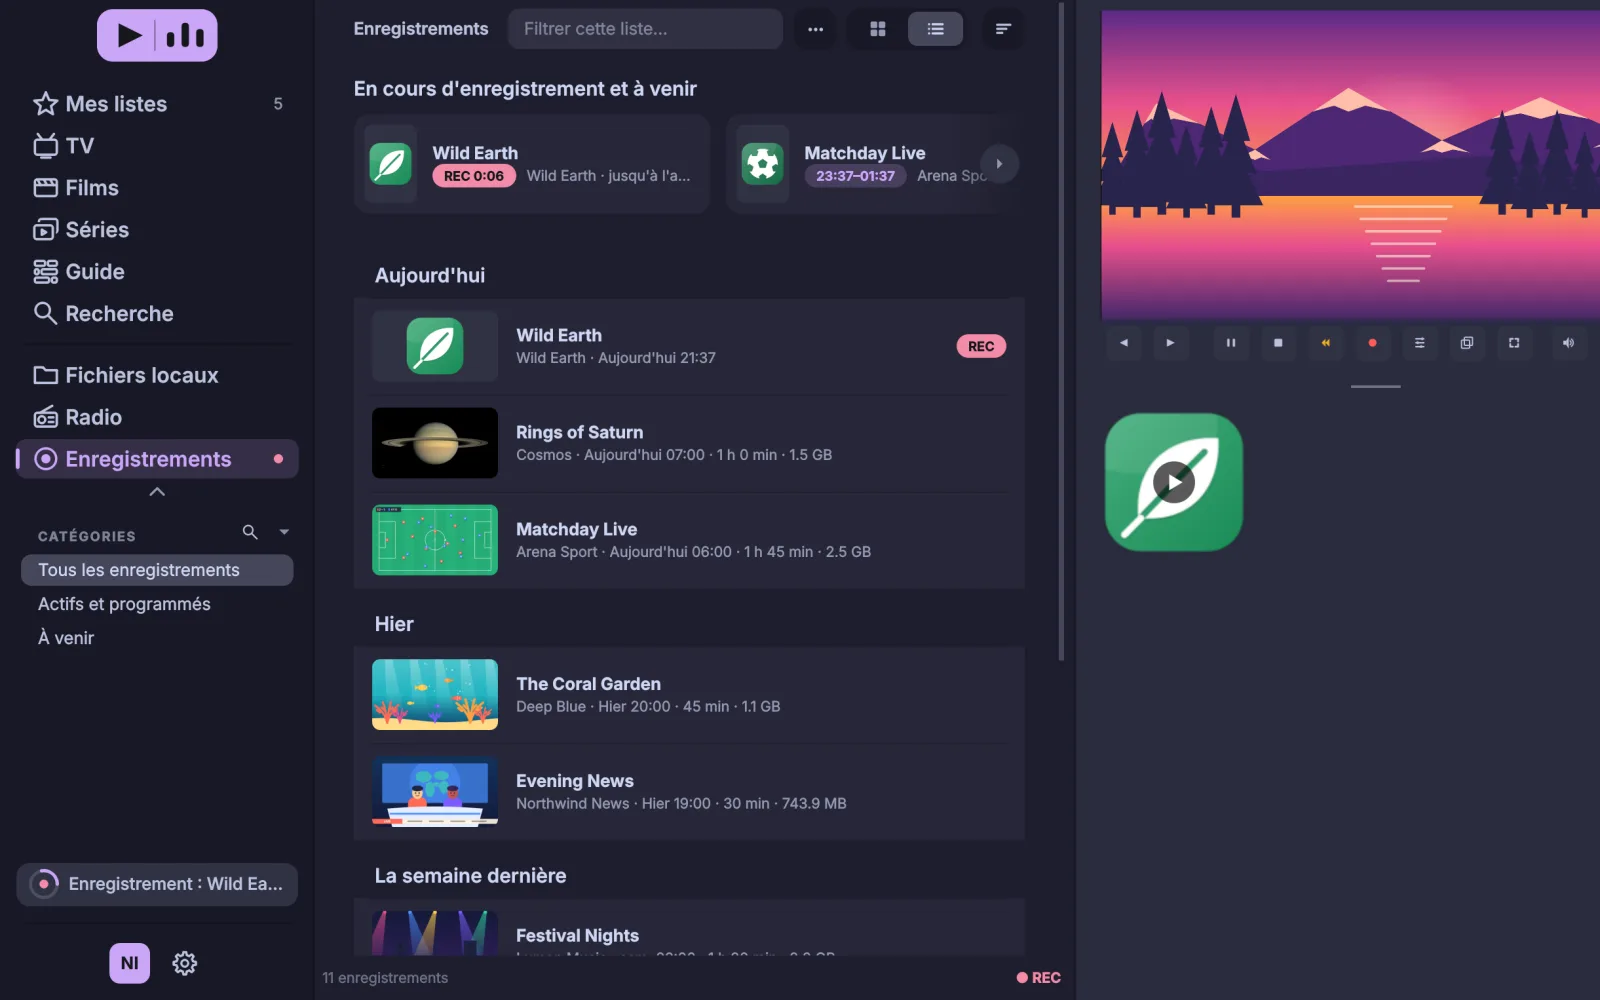 Mes listes
5
TV
Films
Séries
Guide
Recherche
Fichiers locaux
Radio
Enregistrements
CATÉGORIES
Tous les enregistrements
Actifs et programmés
À venir
Enregistrement : Wild Ea...
NI
Enregistrements
Filtrer cette liste...
En cours d'enregistrement et à venir
Wild Earth
REC 0:06
Wild Earth · jusqu'à l'a...
Matchday Live
23:37–01:37
Arena Spo
Aujourd'hui
Wild Earth
Wild Earth · Aujourd'hui 21:37
REC
Rings of Saturn
Cosmos · Aujourd'hui 07:00 · 1 h 0 min · 1.5 GB
Matchday Live
Arena Sport · Aujourd'hui 06:00 · 1 h 45 min · 2.5 GB
Hier
The Coral Garden
Deep Blue · Hier 20:00 · 45 min · 1.1 GB
Evening News
Northwind News · Hier 19:00 · 30 min · 743.9 MB
La semaine dernière
Festival Nights
11 enregistrements
REC